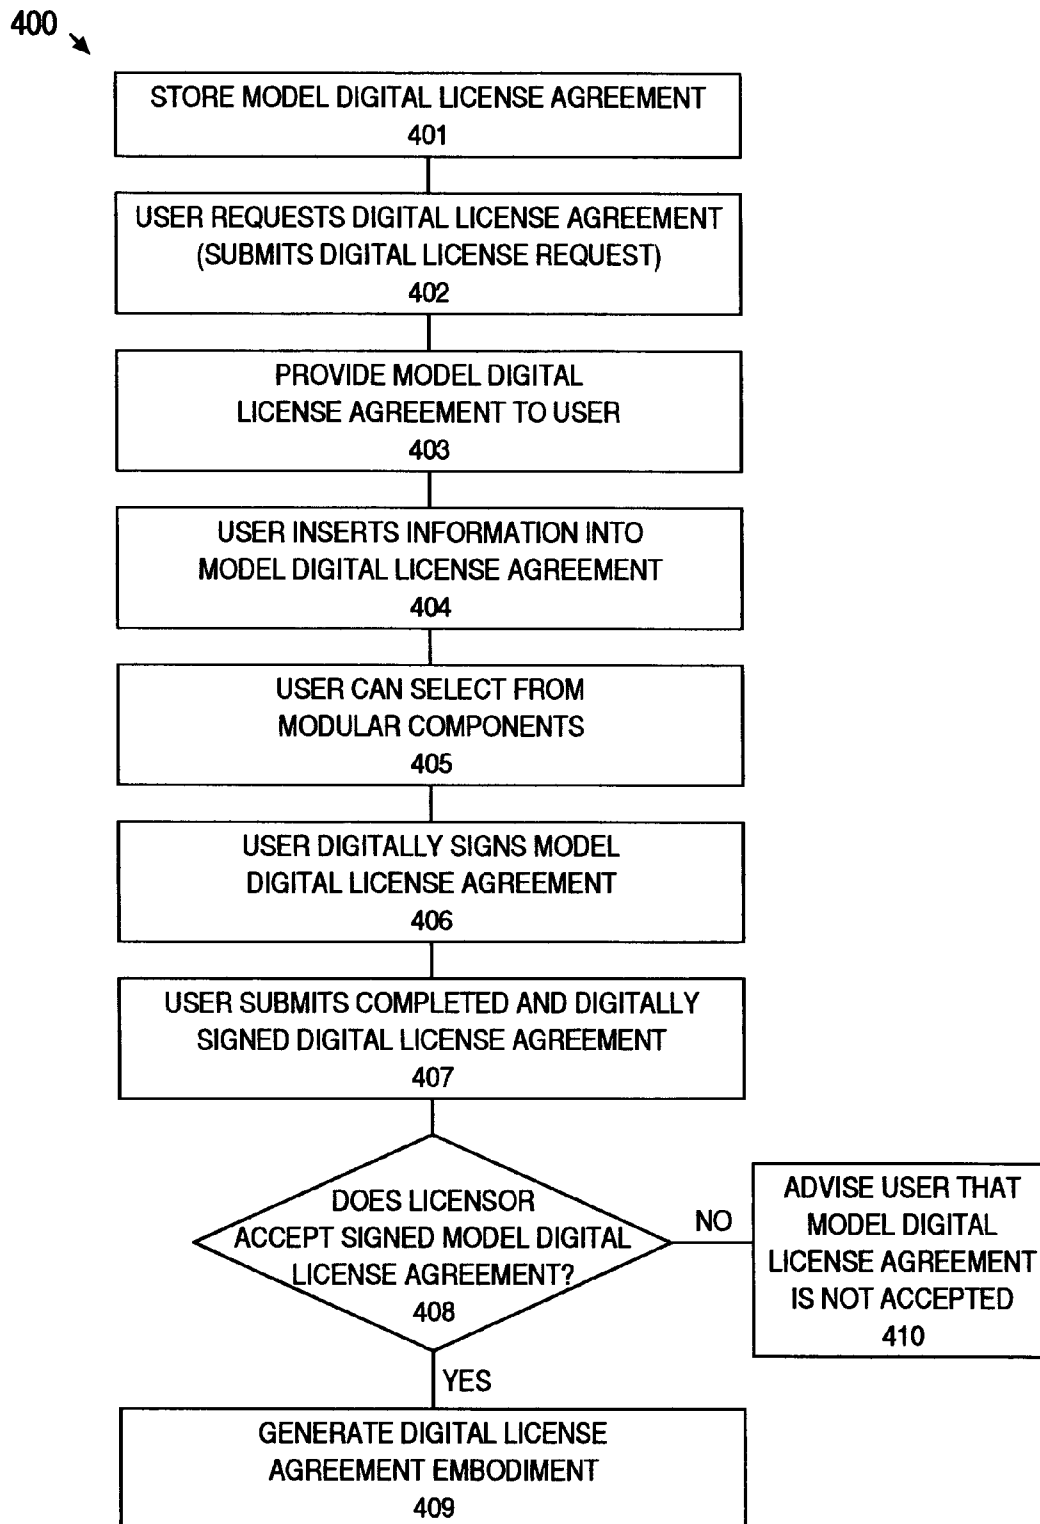 400
STORE MODEL DIGITAL LICENSE AGREEMENT
401
USER REQUESTS DIGITAL LICENSE AGREEMENT
(SUBMITS DIGITAL LICENSE REQUEST)
402
PROVIDE MODEL DIGITAL
LICENSE AGREEMENT TO USER
403
USER INSERTS INFORMATION INTO
MODEL DIGITAL LICENSE AGREEMENT
404
USER CAN SELECT FROM
MODULAR COMPONENTS
405
USER DIGITALLY SIGNS MODEL
DIGITAL LICENSE AGREEMENT
406
USER SUBMITS COMPLETED AND DIGITALLY
SIGNED DIGITAL LICENSE AGREEMENT
407
DOES LICENSOR
ACCEPT SIGNED MODEL DIGITAL
LICENSE AGREEMENT?
408
NO
ADVISE USER THAT
MODEL DIGITAL
LICENSE AGREEMENT
IS NOT ACCEPTED
410
YES
GENERATE DIGITAL LICENSE
AGREEMENT EMBODIMENT
409